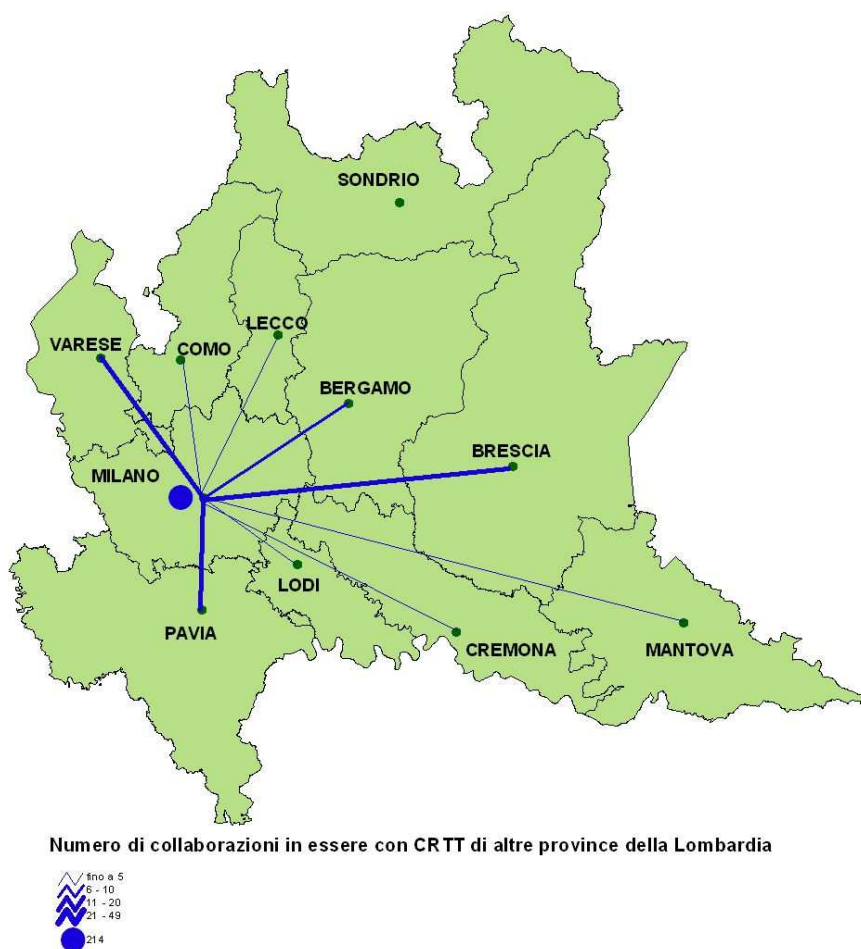 SONDRIO
LECCO
VARESE
COMO
BERGAMO
BRESCIA
MILANO
LODI
PAVIA
CREMONA
MANTOVA
Numero di collaborazioni in essere con CRTT di altre province della Lombardia
fino a 5
6 - 10
11 - 20
21 - 49
214